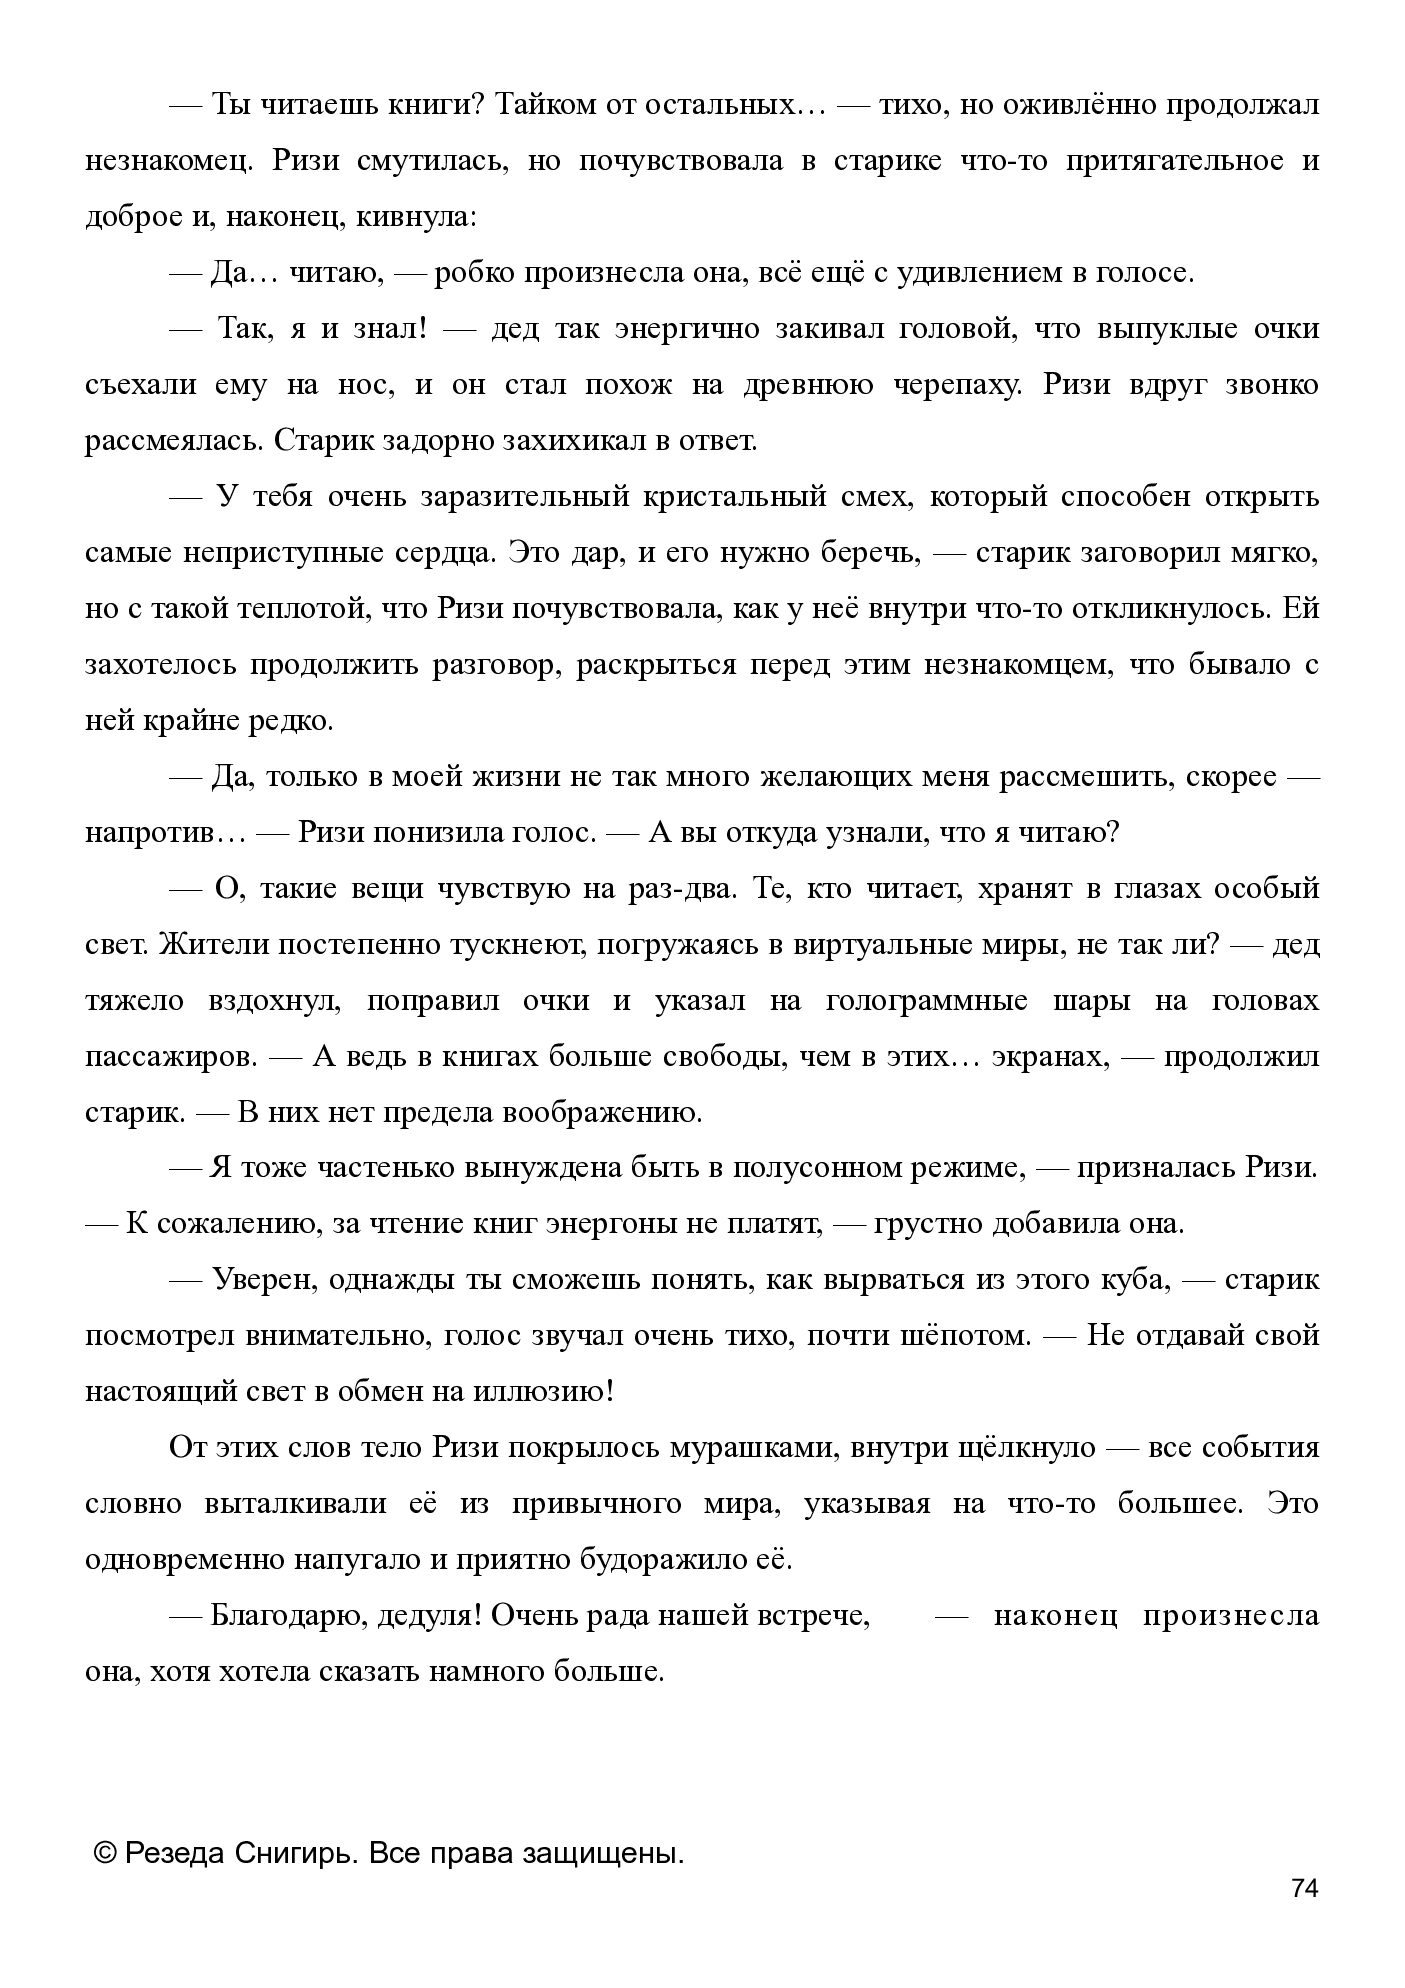 — Ты читаешь книги? Тайком от остальных… — тихо, но оживлённо продолжал
незнакомец. Ризи смутилась, но почувствовала в старике что-то притягательное и
доброе и, наконец, кивнула:
— Да… читаю, — робко произнесла она, всё ещё с удивлением в голосе.
— Так, я и знал! — дед так энергично закивал головой, что выпуклые очки
съехали ему на нос, и он стал похож на древнюю черепаху. Ризи вдруг звонко
рассмеялась. Старик задорно захихикал в ответ.
— У тебя очень заразительный кристальный смех, который способен открыть
самые неприступные сердца. Это дар, и его нужно беречь, — старик заговорил мягко,
но с такой теплотой, что Ризи почувствовала, как у неё внутри что-то откликнулось. Ей
захотелось продолжить разговор, раскрыться перед этим незнакомцем, что бывало с
ней крайне редко.
— Да, только в моей жизни не так много желающих меня рассмешить, скорее —
напротив… — Ризи понизила голос. — А вы откуда узнали, что я читаю?
— О, такие вещи чувствую на раз-два. Те, кто читает, хранят в глазах особый
свет. Жители постепенно тускнеют, погружаясь в виртуальные миры, не так ли? — дед
тяжело вздохнул, поправил очки и указал на голограммные шары на головах
пассажиров. — А ведь в книгах больше свободы, чем в этих… экранах, — продолжил
старик. — В них нет предела воображению.
— Я тоже частенько вынуждена быть в полусонном режиме, — призналась Ризи.
— К сожалению, за чтение книг энергоны не платят, — грустно добавила она.
— Уверен, однажды ты сможешь понять, как вырваться из этого куба, — старик
посмотрел внимательно, голос звучал очень тихо, почти шёпотом. — Не отдавай свой
настоящий свет в обмен на иллюзию!
От этих слов тело Ризи покрылось мурашками, внутри щёлкнуло — все события
словно выталкивали её из привычного мира, указывая на что-то большее. Это
одновременно напугало и приятно будоражило её.
— Благодарю, дедуля! Очень рада нашей встрече, — наконец произнесла
она, хотя хотела сказать намного больше.
© Резеда Снигирь. Все права защищены.
74